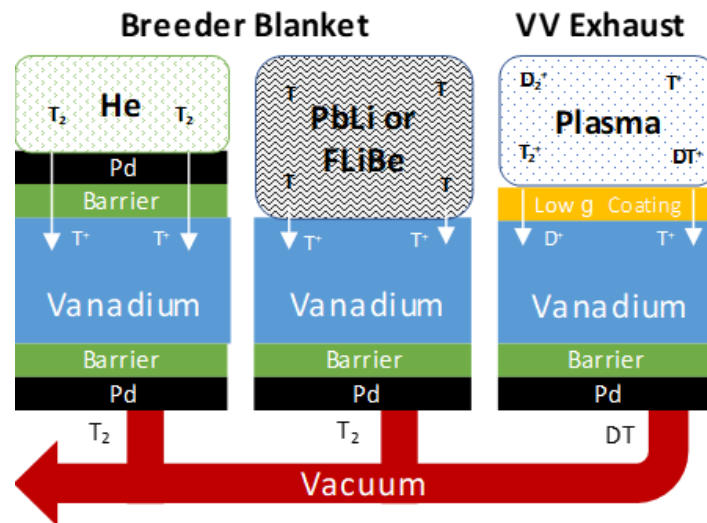 Breeder Blanket
VV Exhaust
He
T₂ T₂
Pd
Barrier
T⁺ T⁺
Vanadium
Barrier
Pd
T₂
T T
PbLi or
FLiBe
T T
T⁺ T⁺
Vanadium
Barrier
Pd
T₂
D₂⁺ T⁺
Plasma
T₂⁺ DT⁺
Low g Coating
D⁺ T⁺
Vanadium
Barrier
Pd
DT
Vacuum